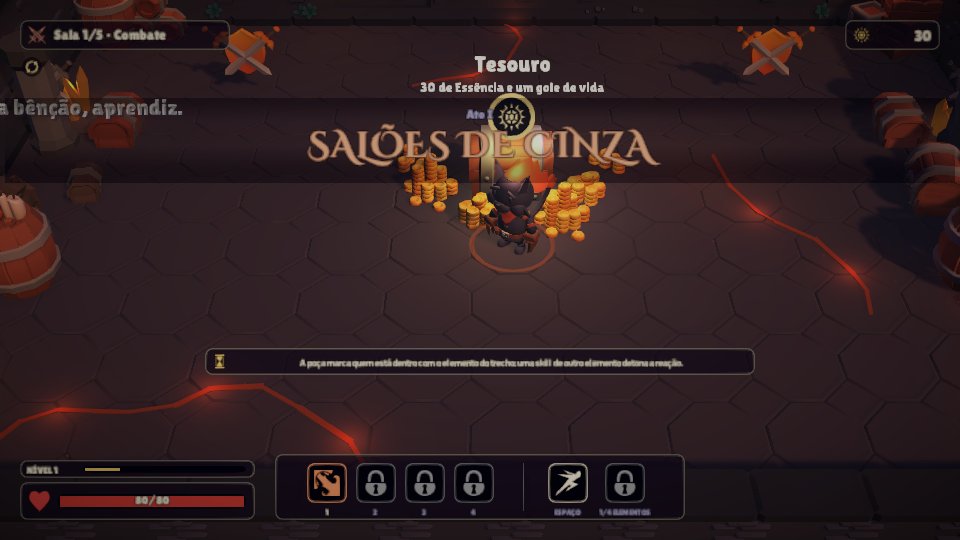 Sala 1/5 · Combate
30
Tesouro
30 de Essência e um gole de vida
a bênção, aprendiz.
Ato
SALÕES DE CINZA
A poça marca quem está dentro com o elemento do trecho: uma skill de outro elemento detona a reação.
NÍVEL 1
80/80
1
2
3
4
ESPAÇO
1/4 ELEMENTOS